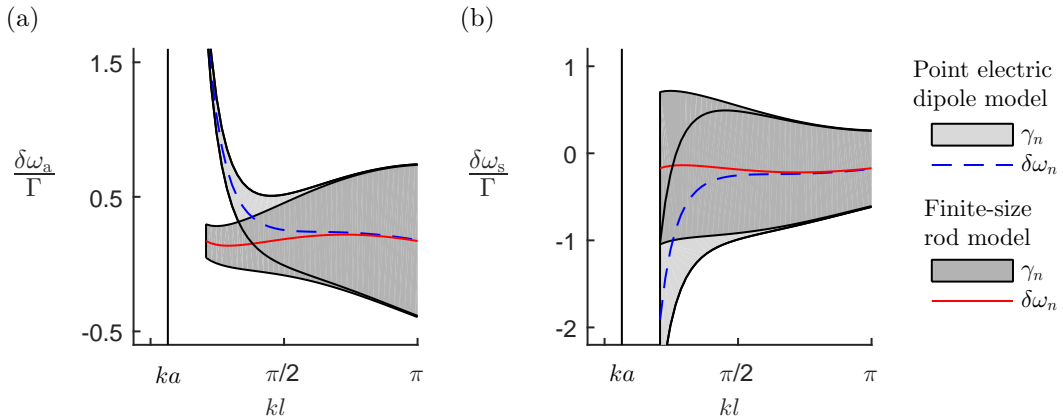 (a)
(b)
δω_a
Γ
1.5
0.5
-0.5
ka
π/2
π
kl
δω_s
Γ
1
0
-1
-2
ka
π/2
π
kl
Point electric
dipole model
γ_n
δω_n
Finite-size
rod model
γ_n
δω_n